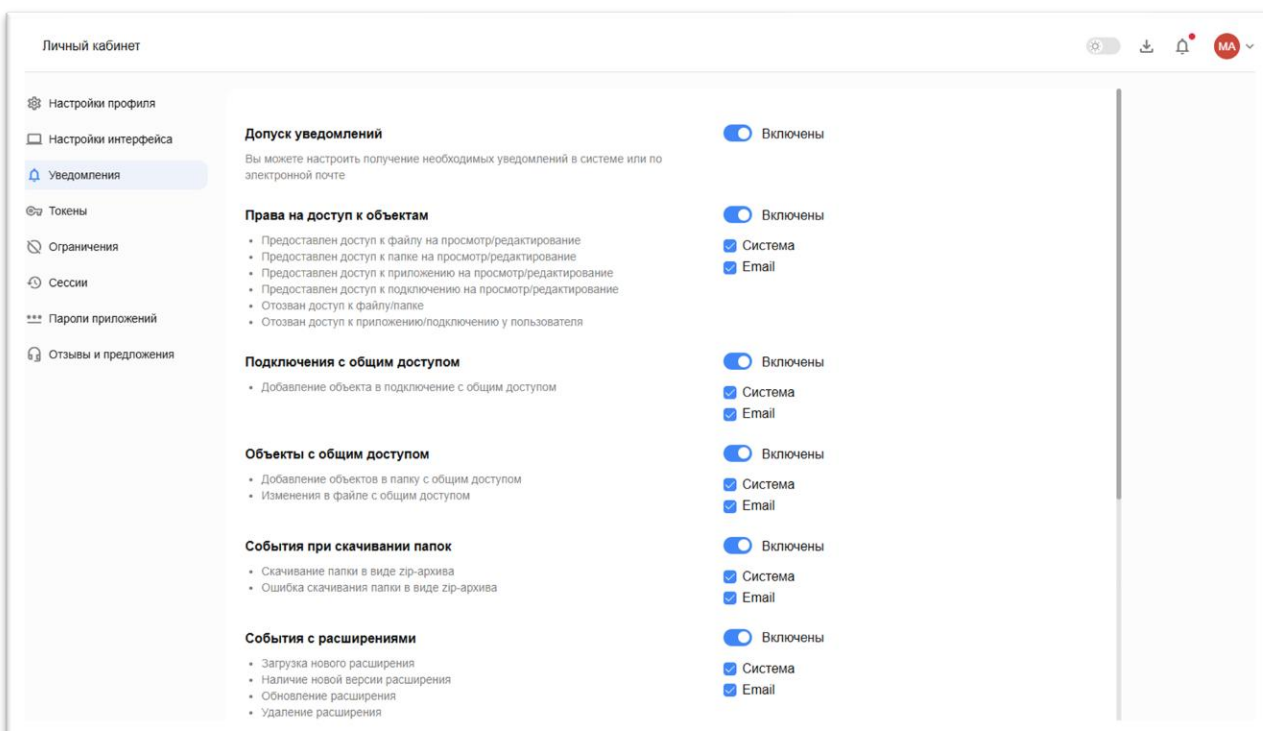 Личный кабинет
МА
Настройки профиля
Настройки интерфейса
Уведомления
Токены
Ограничения
Сессии
Пароли приложений
Отзывы и предложения
Допуск уведомлений
Включены
Вы можете настроить получение необходимых уведомлений в системе или по
электронной почте
Права на доступ к объектам
Включены
• Предоставлен доступ к файлу на просмотр/редактирование
• Предоставлен доступ к папке на просмотр/редактирование
• Предоставлен доступ к приложению на просмотр/редактирование
• Предоставлен доступ к подключению на просмотр/редактирование
• Отозван доступ к файлу/папке
• Отозван доступ к приложению/подключению у пользователя
Система
Email
Подключения с общим доступом
Включены
• Добавление объекта в подключение с общим доступом
Система
Email
Объекты с общим доступом
Включены
• Добавление объектов в папку с общим доступом
• Изменения в файле с общим доступом
Система
Email
События при скачивании папок
Включены
• Скачивание папки в виде zip-архива
• Ошибка скачивания папки в виде zip-архива
Система
Email
События с расширениями
Включены
• Загрузка нового расширения
• Наличие новой версии расширения
• Обновление расширения
• Удаление расширения
Система
Email